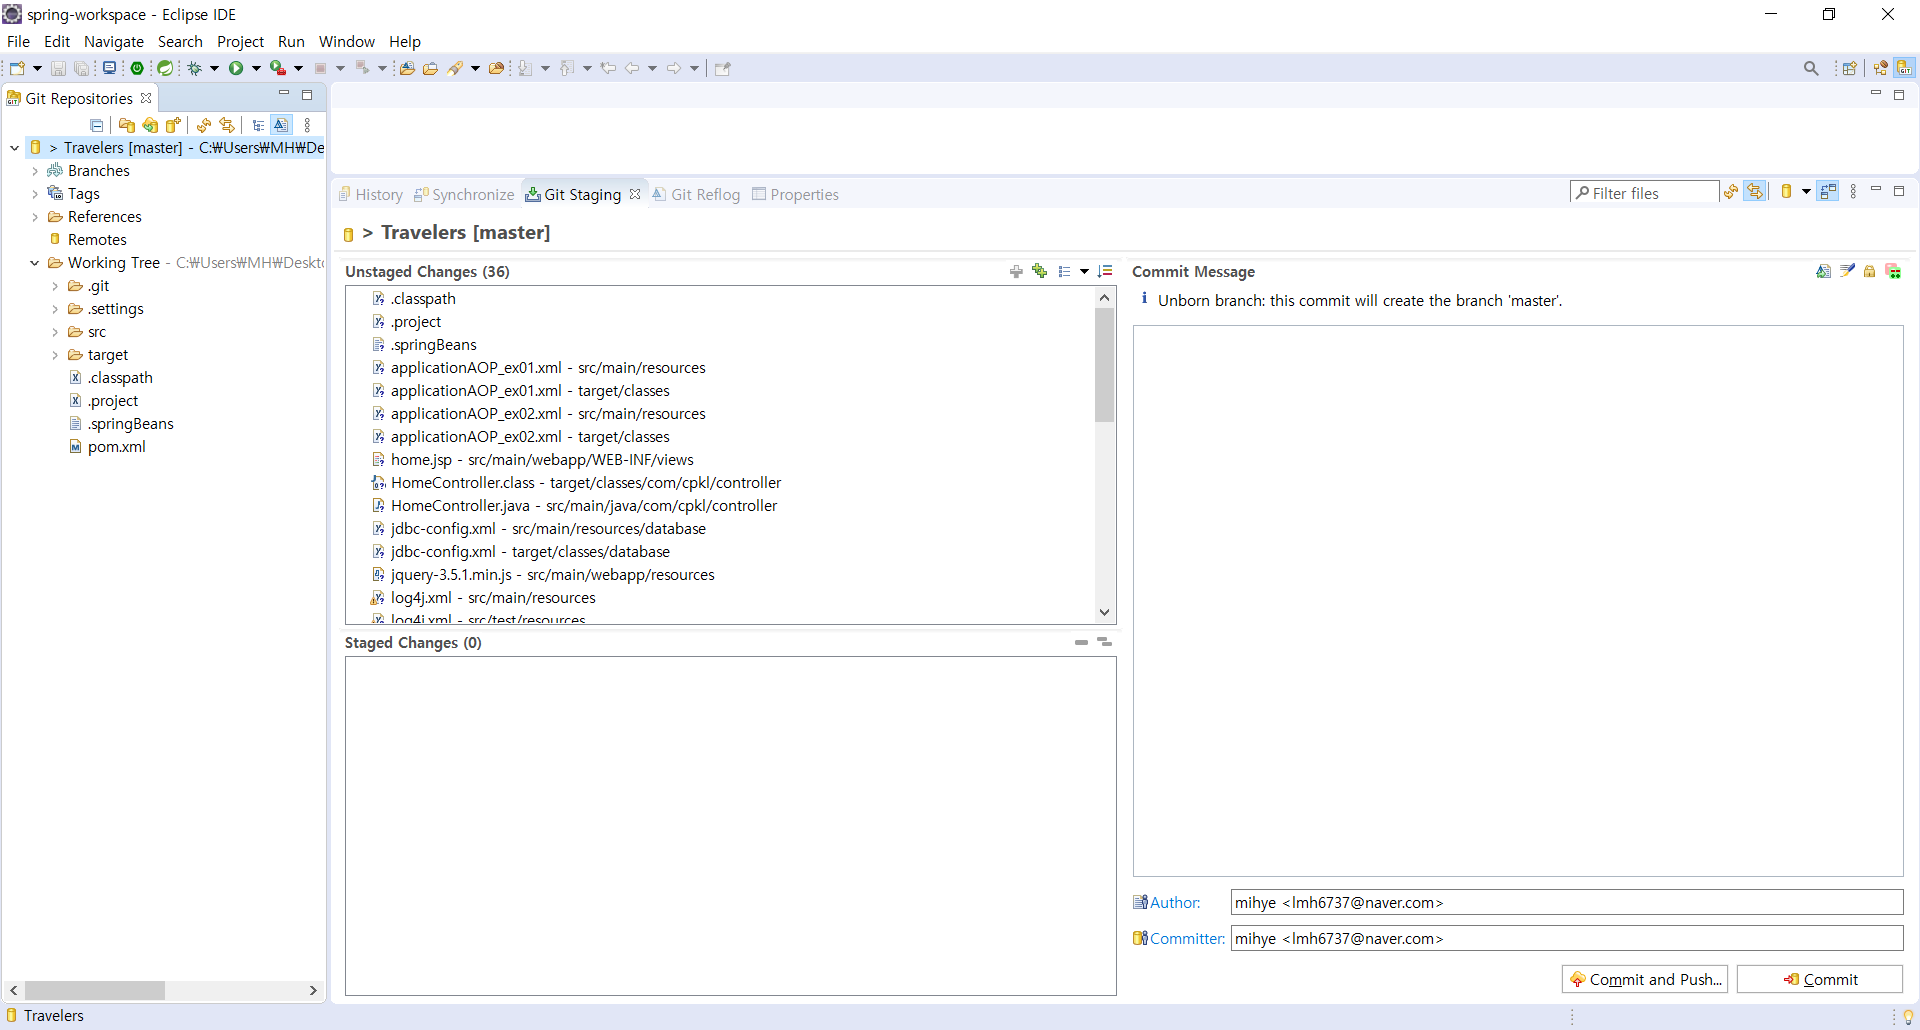 spring-workspace - Eclipse IDE
File Edit Navigate Search Project Run Window Help
Git Repositories
> Travelers [master] - C:₩Users₩MH₩De
Branches
Tags
References
Remotes
Working Tree - C:₩Users₩MH₩Deskto
.git
.settings
src
target
.classpath
.project
.springBeans
pom.xml
History Synchronize Git Staging Git Reflog Properties
Filter files
> Travelers [master]
Unstaged Changes (36)
.classpath
.project
.springBeans
applicationAOP_ex01.xml - src/main/resources
applicationAOP_ex01.xml - target/classes
applicationAOP_ex02.xml - src/main/resources
applicationAOP_ex02.xml - target/classes
home.jsp - src/main/webapp/WEB-INF/views
HomeController.class - target/classes/com/cpkl/controller
HomeController.java - src/main/java/com/cpkl/controller
jdbc-config.xml - src/main/resources/database
jdbc-config.xml - target/classes/database
jquery-3.5.1.min.js - src/main/webapp/resources
log4j.xml - src/main/resources
log4j.xml - src/test/resources
Staged Changes (0)
Commit Message
Unborn branch: this commit will create the branch 'master'.
Author: mihye <lmh6737@naver.com>
Committer: mihye <lmh6737@naver.com>
Commit and Push... Commit
Travelers